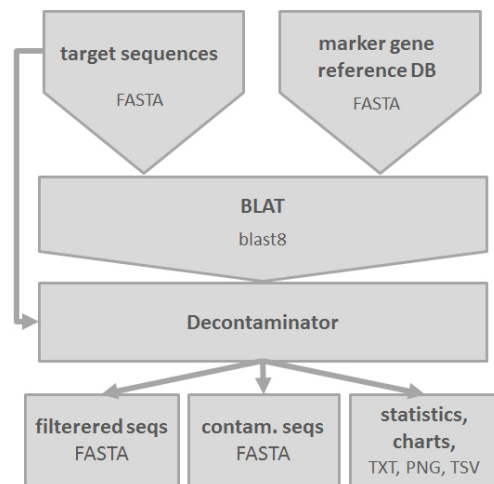 target sequences
FASTA
marker gene
reference DB
FASTA
BLAT
blast8
Decontaminator
filterered seqs
FASTA
contam. seqs
FASTA
statistics,
charts,
TXT, PNG, TSV